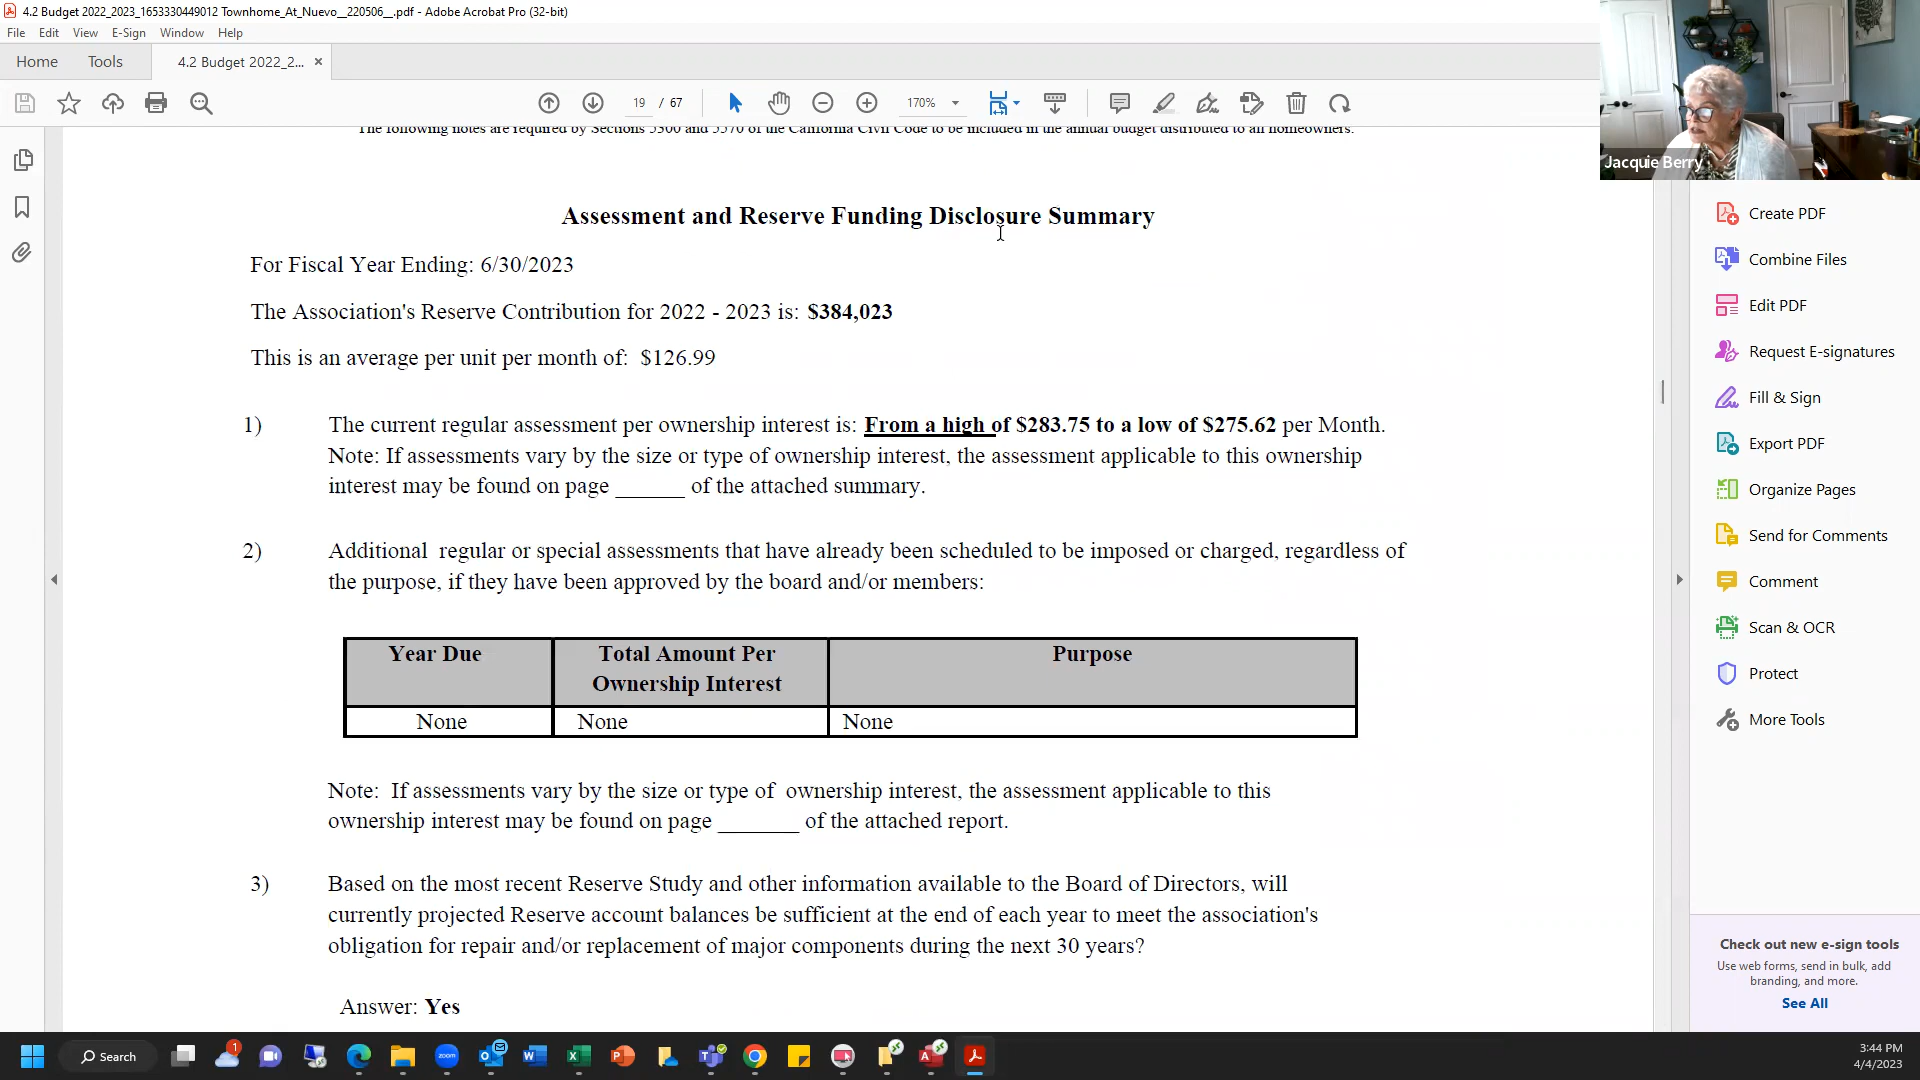 4.2 Budget 2022_2023_1653330449012 Townhome_At_Nuevo__220506__.pdf - Adobe Acrobat Pro (32-bit)
File Edit View E-Sign Window Help
Home Tools 4.2 Budget 2022_2... ×
19 / 67 170%
The following notes are required by Sections 5300 and 5570 of the California Civil Code to be included in the annual budget distributed to all homeowners.
Jacquie Berry
Assessment and Reserve Funding Disclosure Summary
For Fiscal Year Ending: 6/30/2023
The Association's Reserve Contribution for 2022 - 2023 is: $384,023
This is an average per unit per month of: $126.99
1) The current regular assessment per ownership interest is: From a high of $283.75 to a low of $275.62 per Month.
Note: If assessments vary by the size or type of ownership interest, the assessment applicable to this ownership
interest may be found on page ______ of the attached summary.
2) Additional regular or special assessments that have already been scheduled to be imposed or charged, regardless of
the purpose, if they have been approved by the board and/or members:
Year Due Total Amount Per Ownership Interest Purpose
None None None
Note: If assessments vary by the size or type of ownership interest, the assessment applicable to this
ownership interest may be found on page _______ of the attached report.
3) Based on the most recent Reserve Study and other information available to the Board of Directors, will
currently projected Reserve account balances be sufficient at the end of each year to meet the association's
obligation for repair and/or replacement of major components during the next 30 years?
Answer: Yes
Create PDF
Combine Files
Edit PDF
Request E-signatures
Fill & Sign
Export PDF
Organize Pages
Send for Comments
Comment
Scan & OCR
Protect
More Tools
Check out new e-sign tools
Use web forms, send in bulk, add
branding, and more.
See All
Search
1
zoom
3:44 PM
4/4/2023